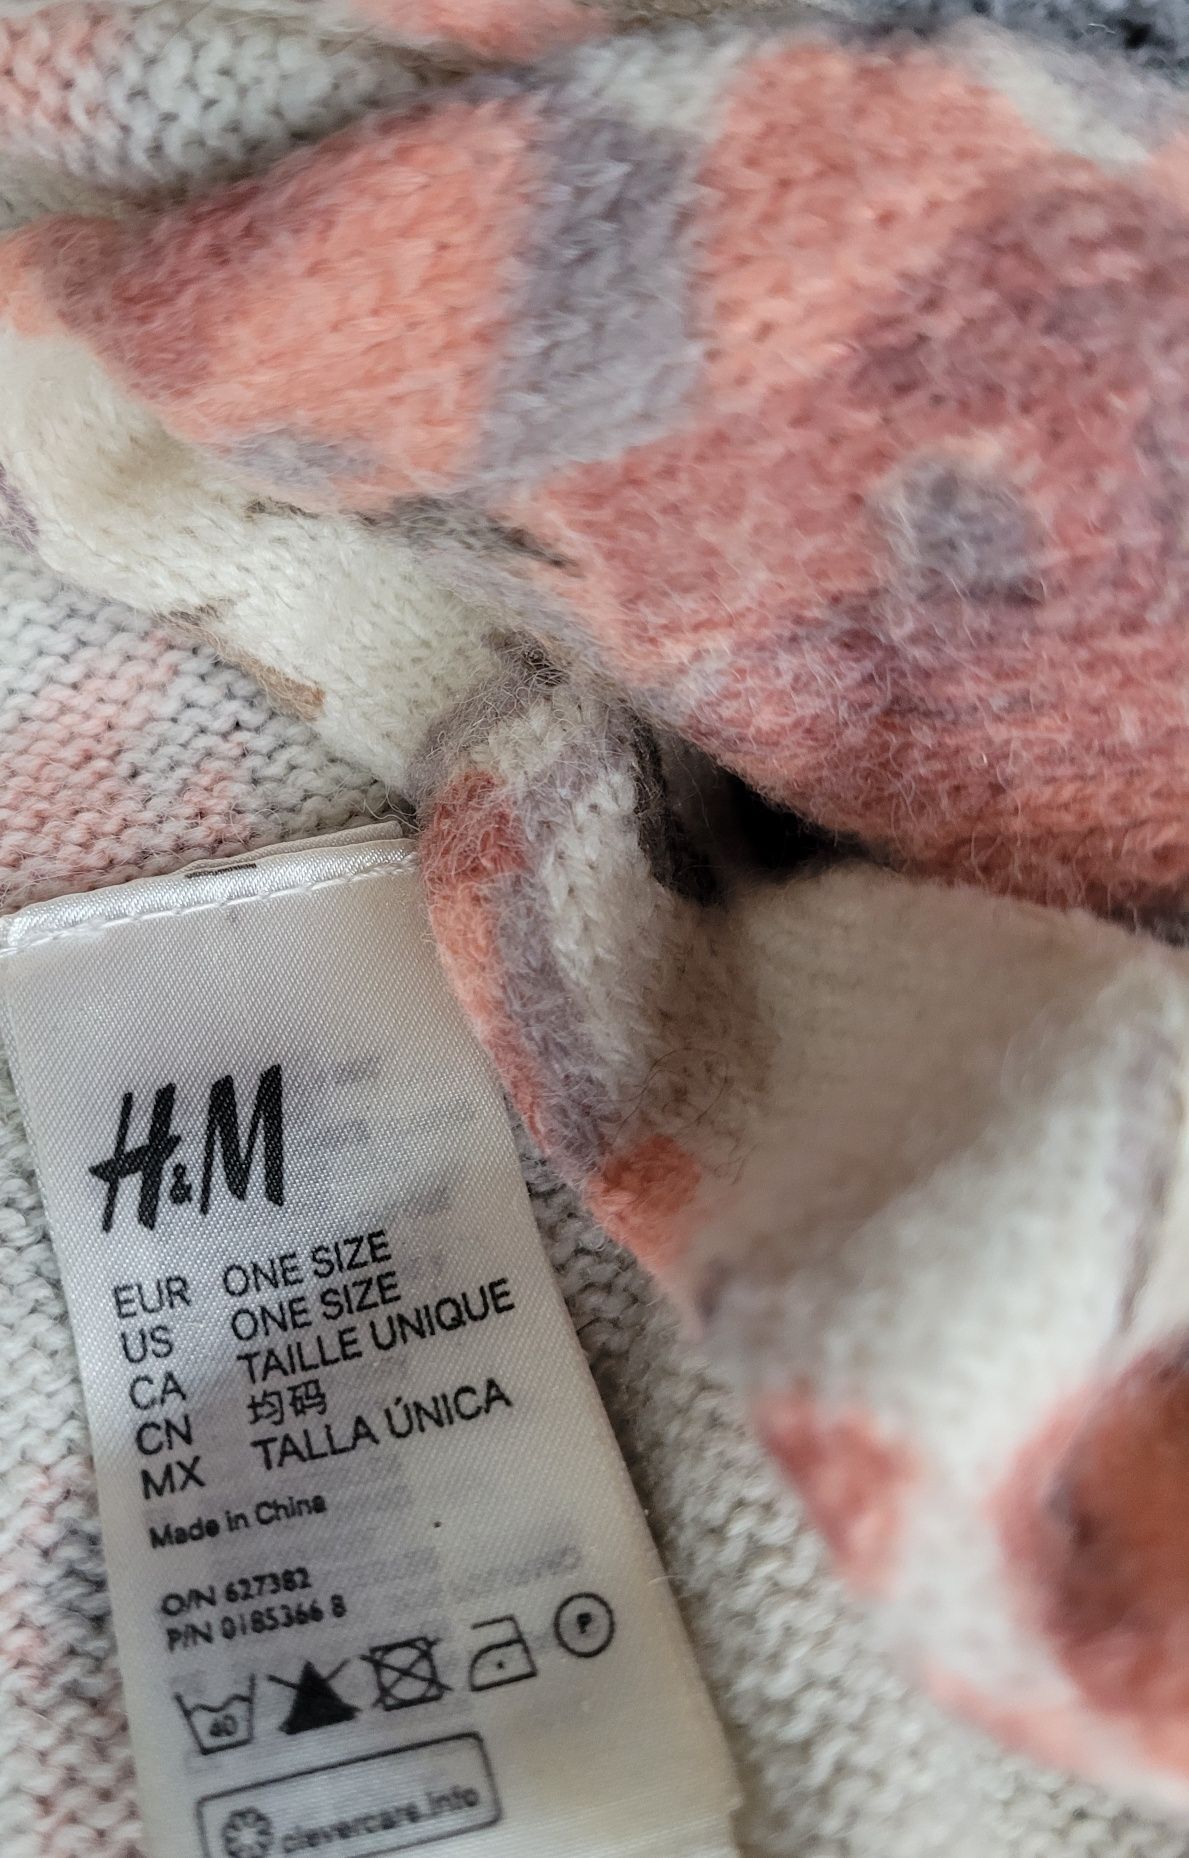 H&M
EUR ONE SIZE
US ONE SIZE
CA TAILLE UNIQUE
CN 均码
MX TALLA ÚNICA
Made in China
O/N 627382
P/N 0185366 8
40
P
clevercare.info